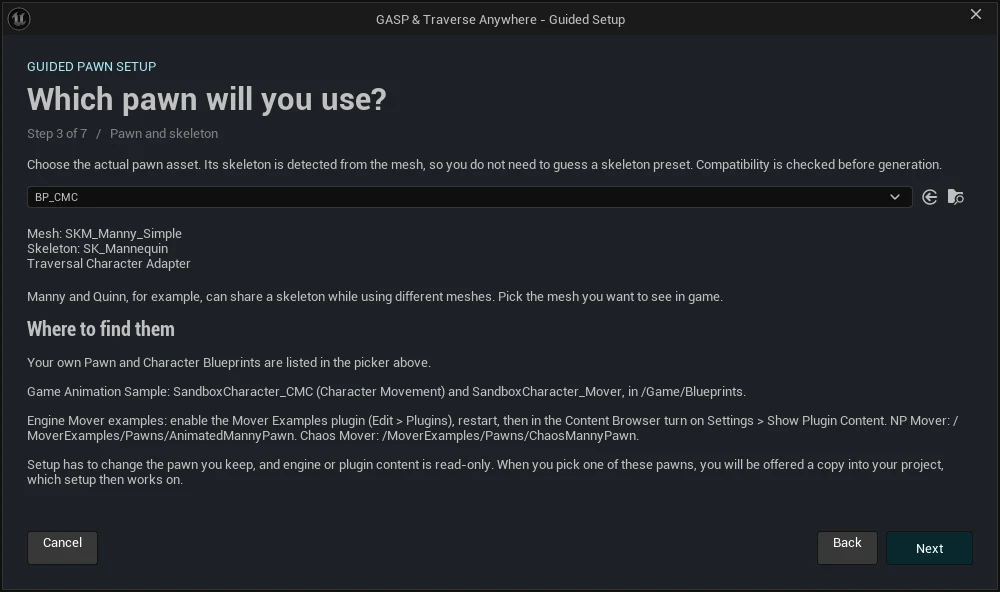 GASP & Traverse Anywhere - Guided Setup
GUIDED PAWN SETUP
Which pawn will you use?
Step 3 of 7 / Pawn and skeleton
Choose the actual pawn asset. Its skeleton is detected from the mesh, so you do not need to guess a skeleton preset. Compatibility is checked before generation.
BP_CMC
Mesh: SKM_Manny_Simple
Skeleton: SK_Mannequin
Traversal Character Adapter
Manny and Quinn, for example, can share a skeleton while using different meshes. Pick the mesh you want to see in game.
Where to find them
Your own Pawn and Character Blueprints are listed in the picker above.
Game Animation Sample: SandboxCharacter_CMC (Character Movement) and SandboxCharacter_Mover, in /Game/Blueprints.
Engine Mover examples: enable the Mover Examples plugin (Edit > Plugins), restart, then in the Content Browser turn on Settings > Show Plugin Content. NP Mover: /
MoverExamples/Pawns/AnimatedMannyPawn. Chaos Mover: /MoverExamples/Pawns/ChaosMannyPawn.
Setup has to change the pawn you keep, and engine or plugin content is read-only. When you pick one of these pawns, you will be offered a copy into your project,
which setup then works on.
Cancel
Back
Next